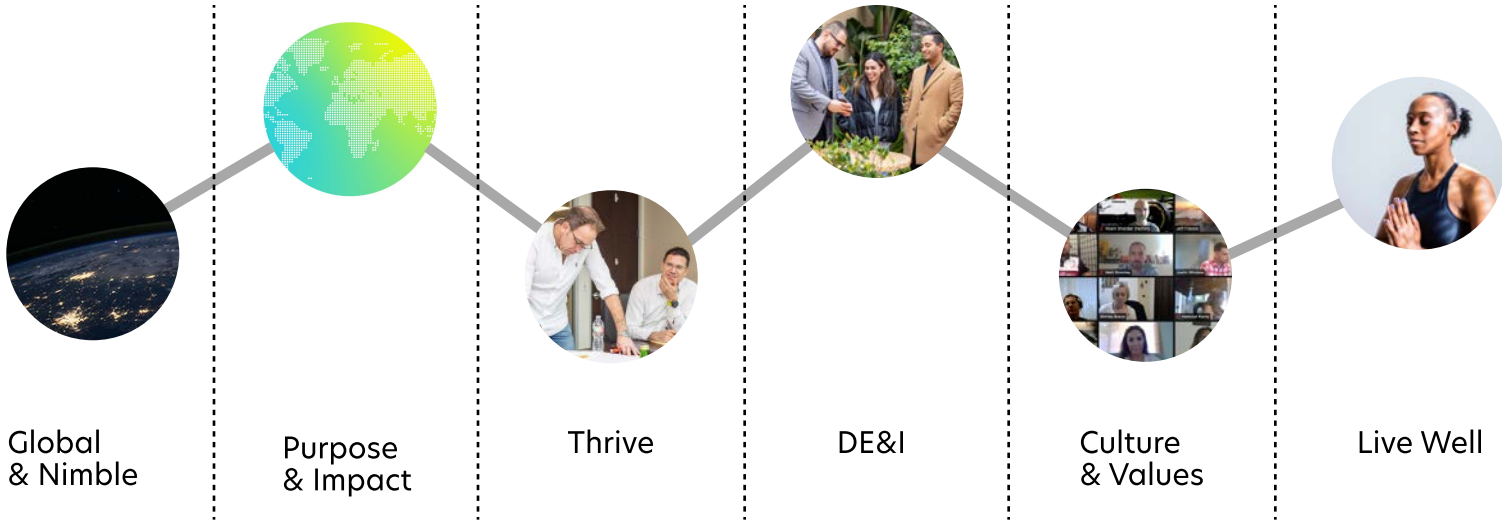 Global
& Nimble
Purpose
& Impact
Thrive
DE&I
Culture
& Values
Live Well